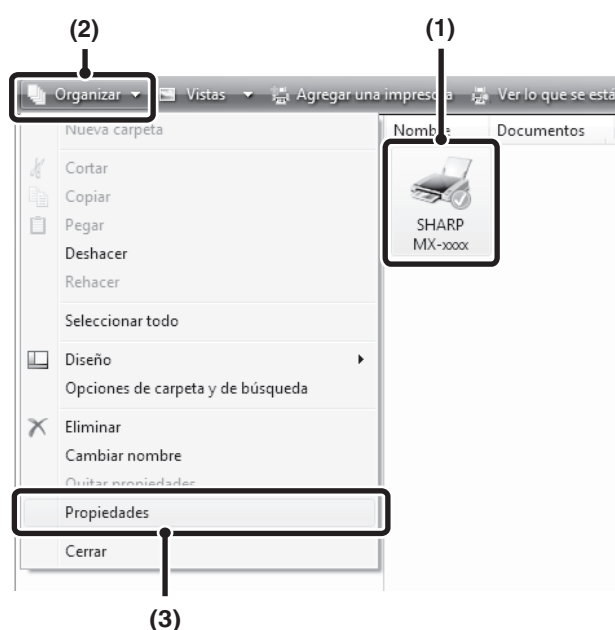 (2) (1)
Organizar Vistas Agregar una impresora Ver lo que se está
Nueva carpeta Nombre Documentos
Cortar
Copiar
Pegar
Deshacer
Rehacer
SHARP
MX-xxxx
Seleccionar todo
Diseño
Opciones de carpeta y de búsqueda
Eliminar
Cambiar nombre
Quitar propiedades
Propiedades
Cerrar
(3)